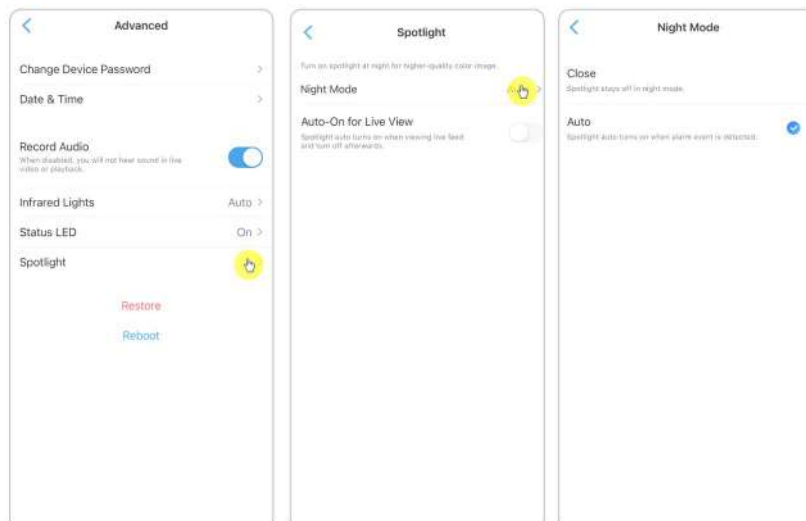 Advanced
Change Device Password
Date & Time
Record Audio
When disabled, you will not hear sound in live
video or playback.
Infrared Lights
Auto
Status LED
On
Spotlight
Restore
Reboot
Spotlight
Turn on spotlight at night for higher-quality color image.
Night Mode
Auto-On for Live View
Spotlight auto turns on when viewing live feed
and turn off afterwards.
Night Mode
Close
Spotlight stays off in night mode.
Auto
Spotlight auto turns on when alarm event is detected.